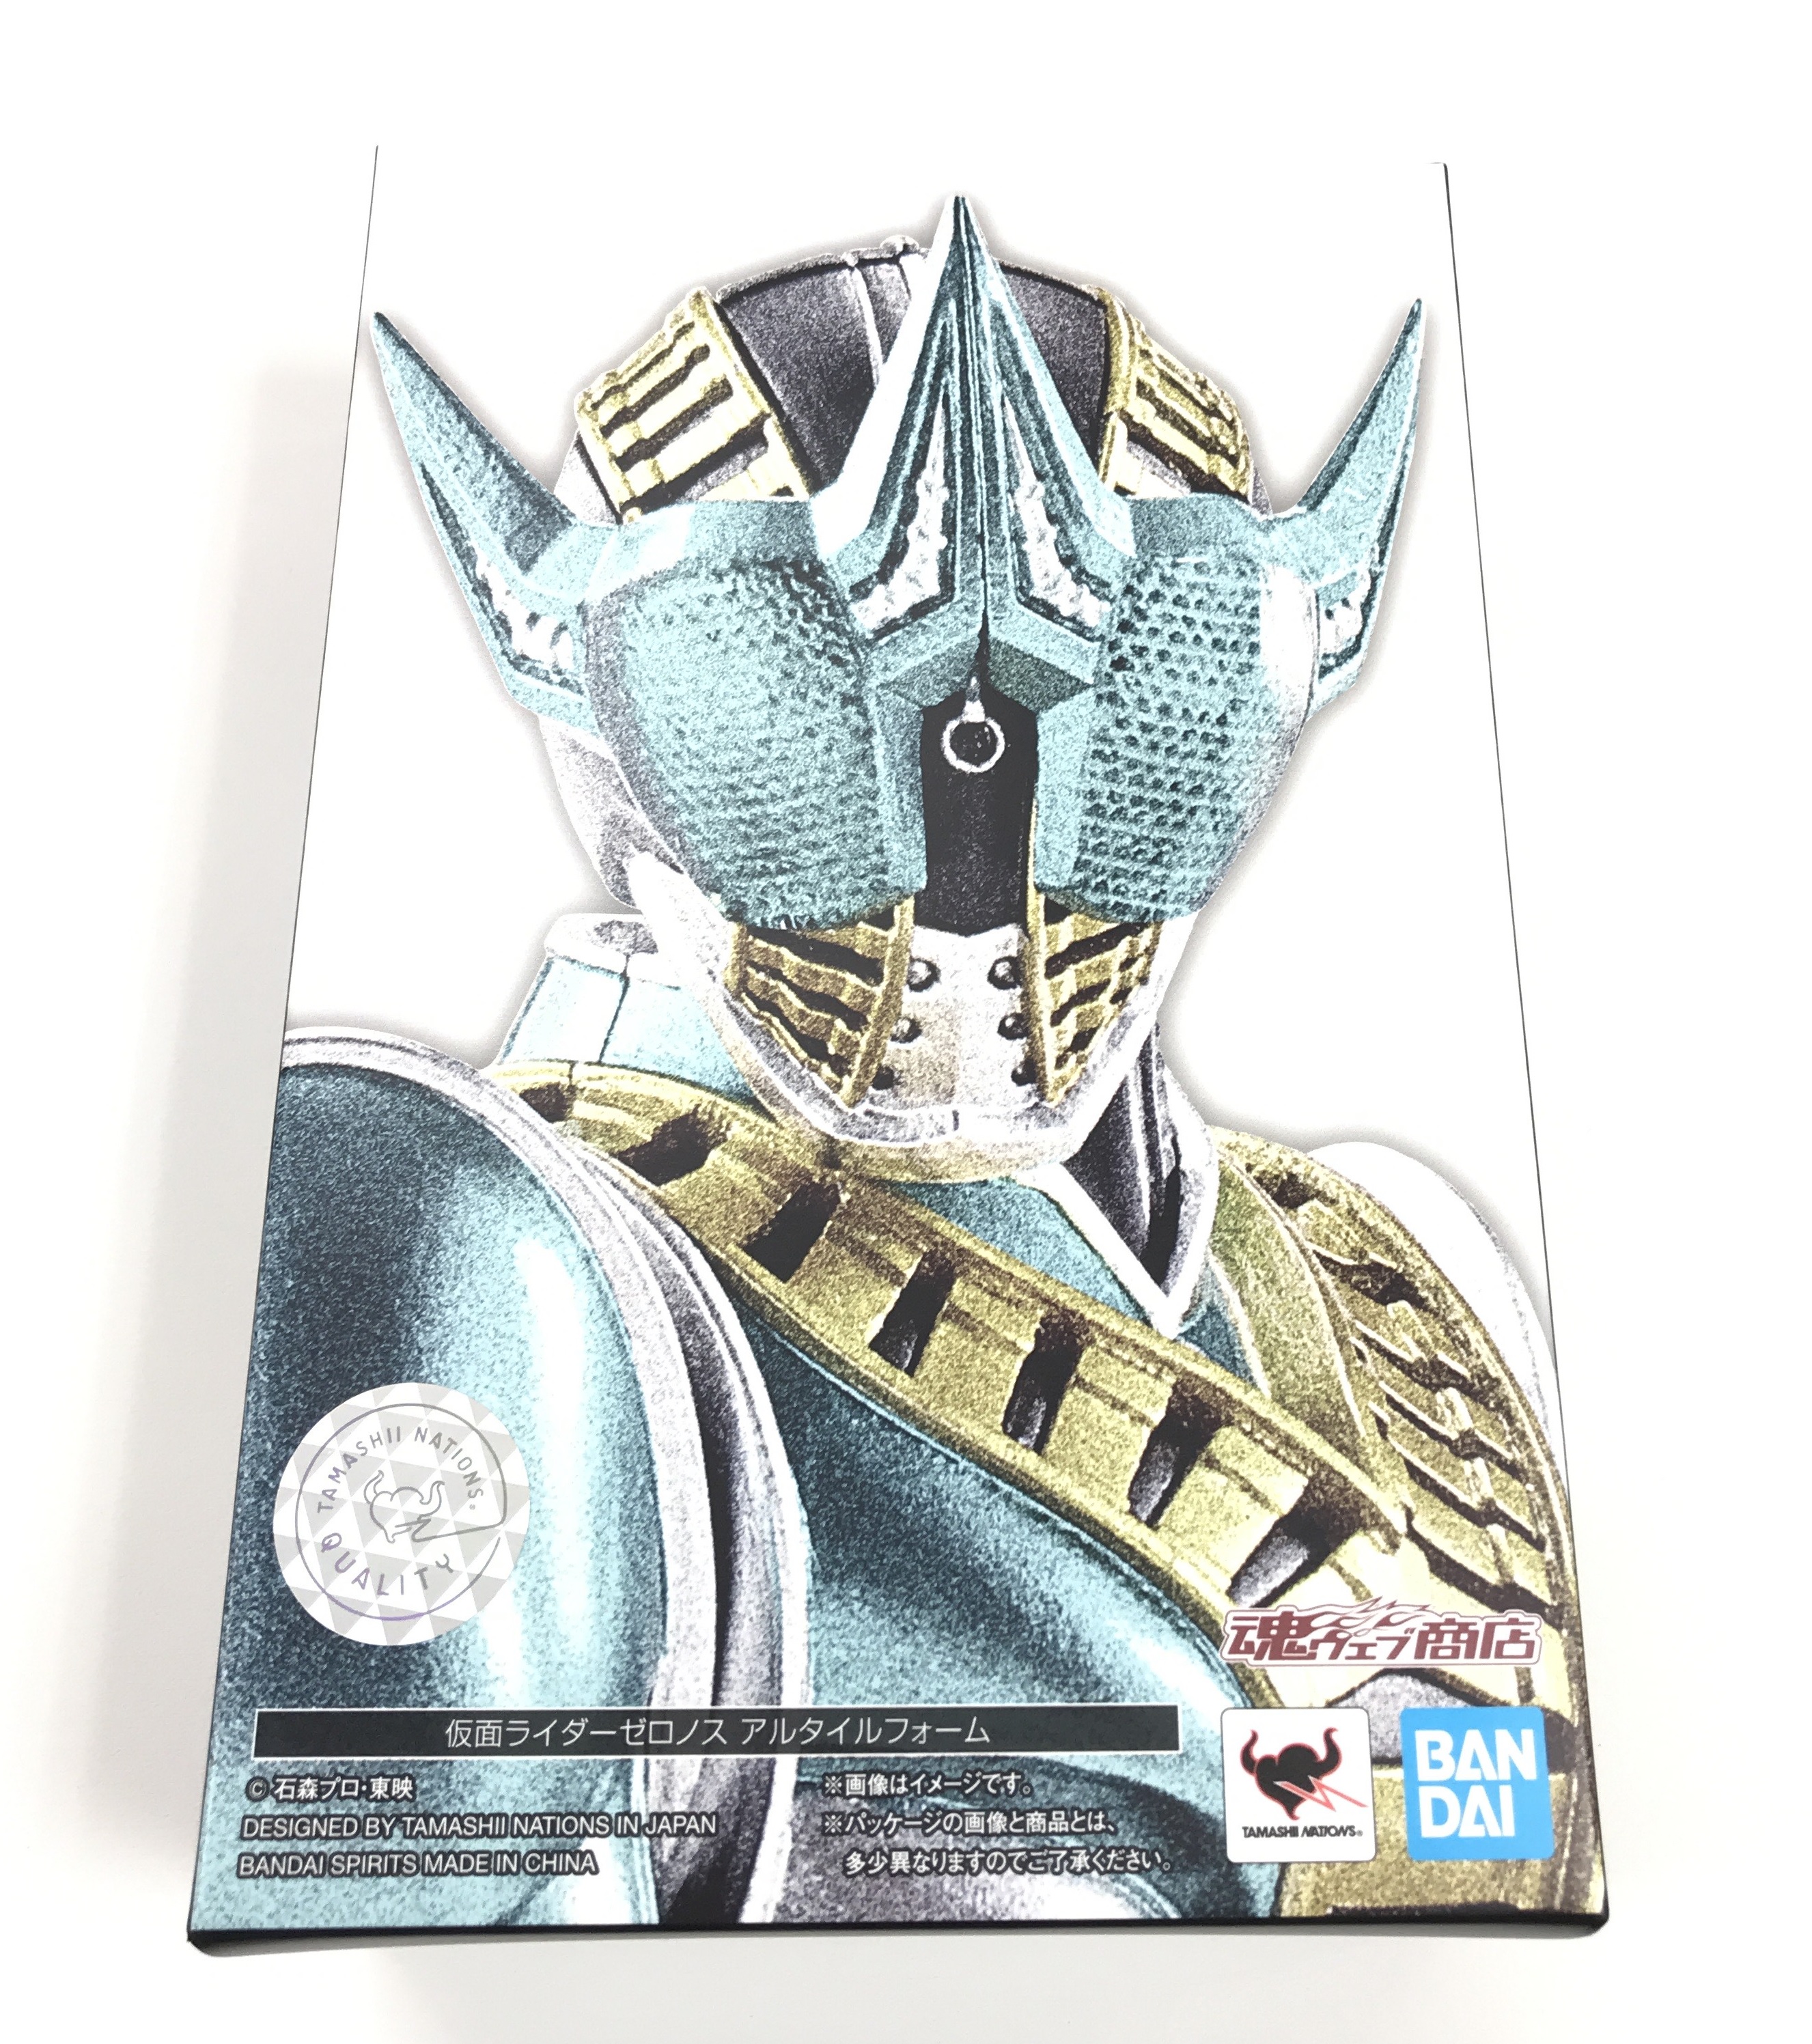 TAMASHII NATIONS®
QUALITY
魂ウェブ商店
仮面ライダーゼロノス アルタイルフォーム
© 石森プロ・東映
DESIGNED BY TAMASHII NATIONS IN JAPAN
BANDAI SPIRITS MADE IN CHINA
※画像はイメージです。
※パッケージの画像と商品とは、
多少異なりますのでご了承ください。
TAMASHII NATIONS®
BAN
DAI